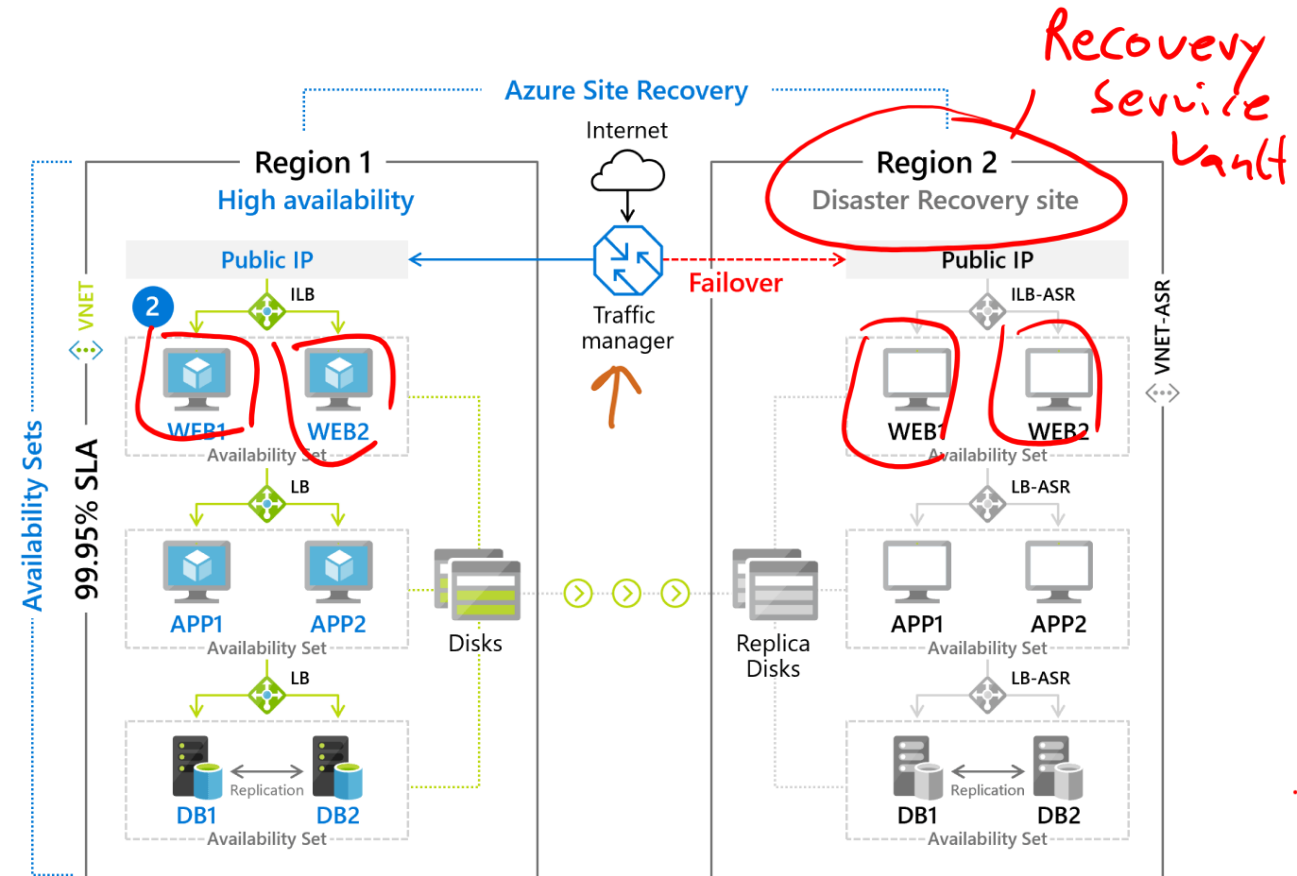 Recovery
service
Vault
Azure Site Recovery
Internet
Region 1
High availability
Region 2
Disaster Recovery site
Public IP
Failover
Public IP
2
ILB
Traffic
manager
ILB-ASR
VNET
VNET-ASR
WEB1
WEB2
Availability Set
WEB1
WEB2
Availability Set
Availability Sets
99.95% SLA
LB
LB-ASR
APP1
APP2
Availability Set
Disks
Replica
Disks
APP1
APP2
Availability Set
LB
LB-ASR
Replication
DB1
DB2
Availability Set
Replication
DB1
DB2
Availability Set